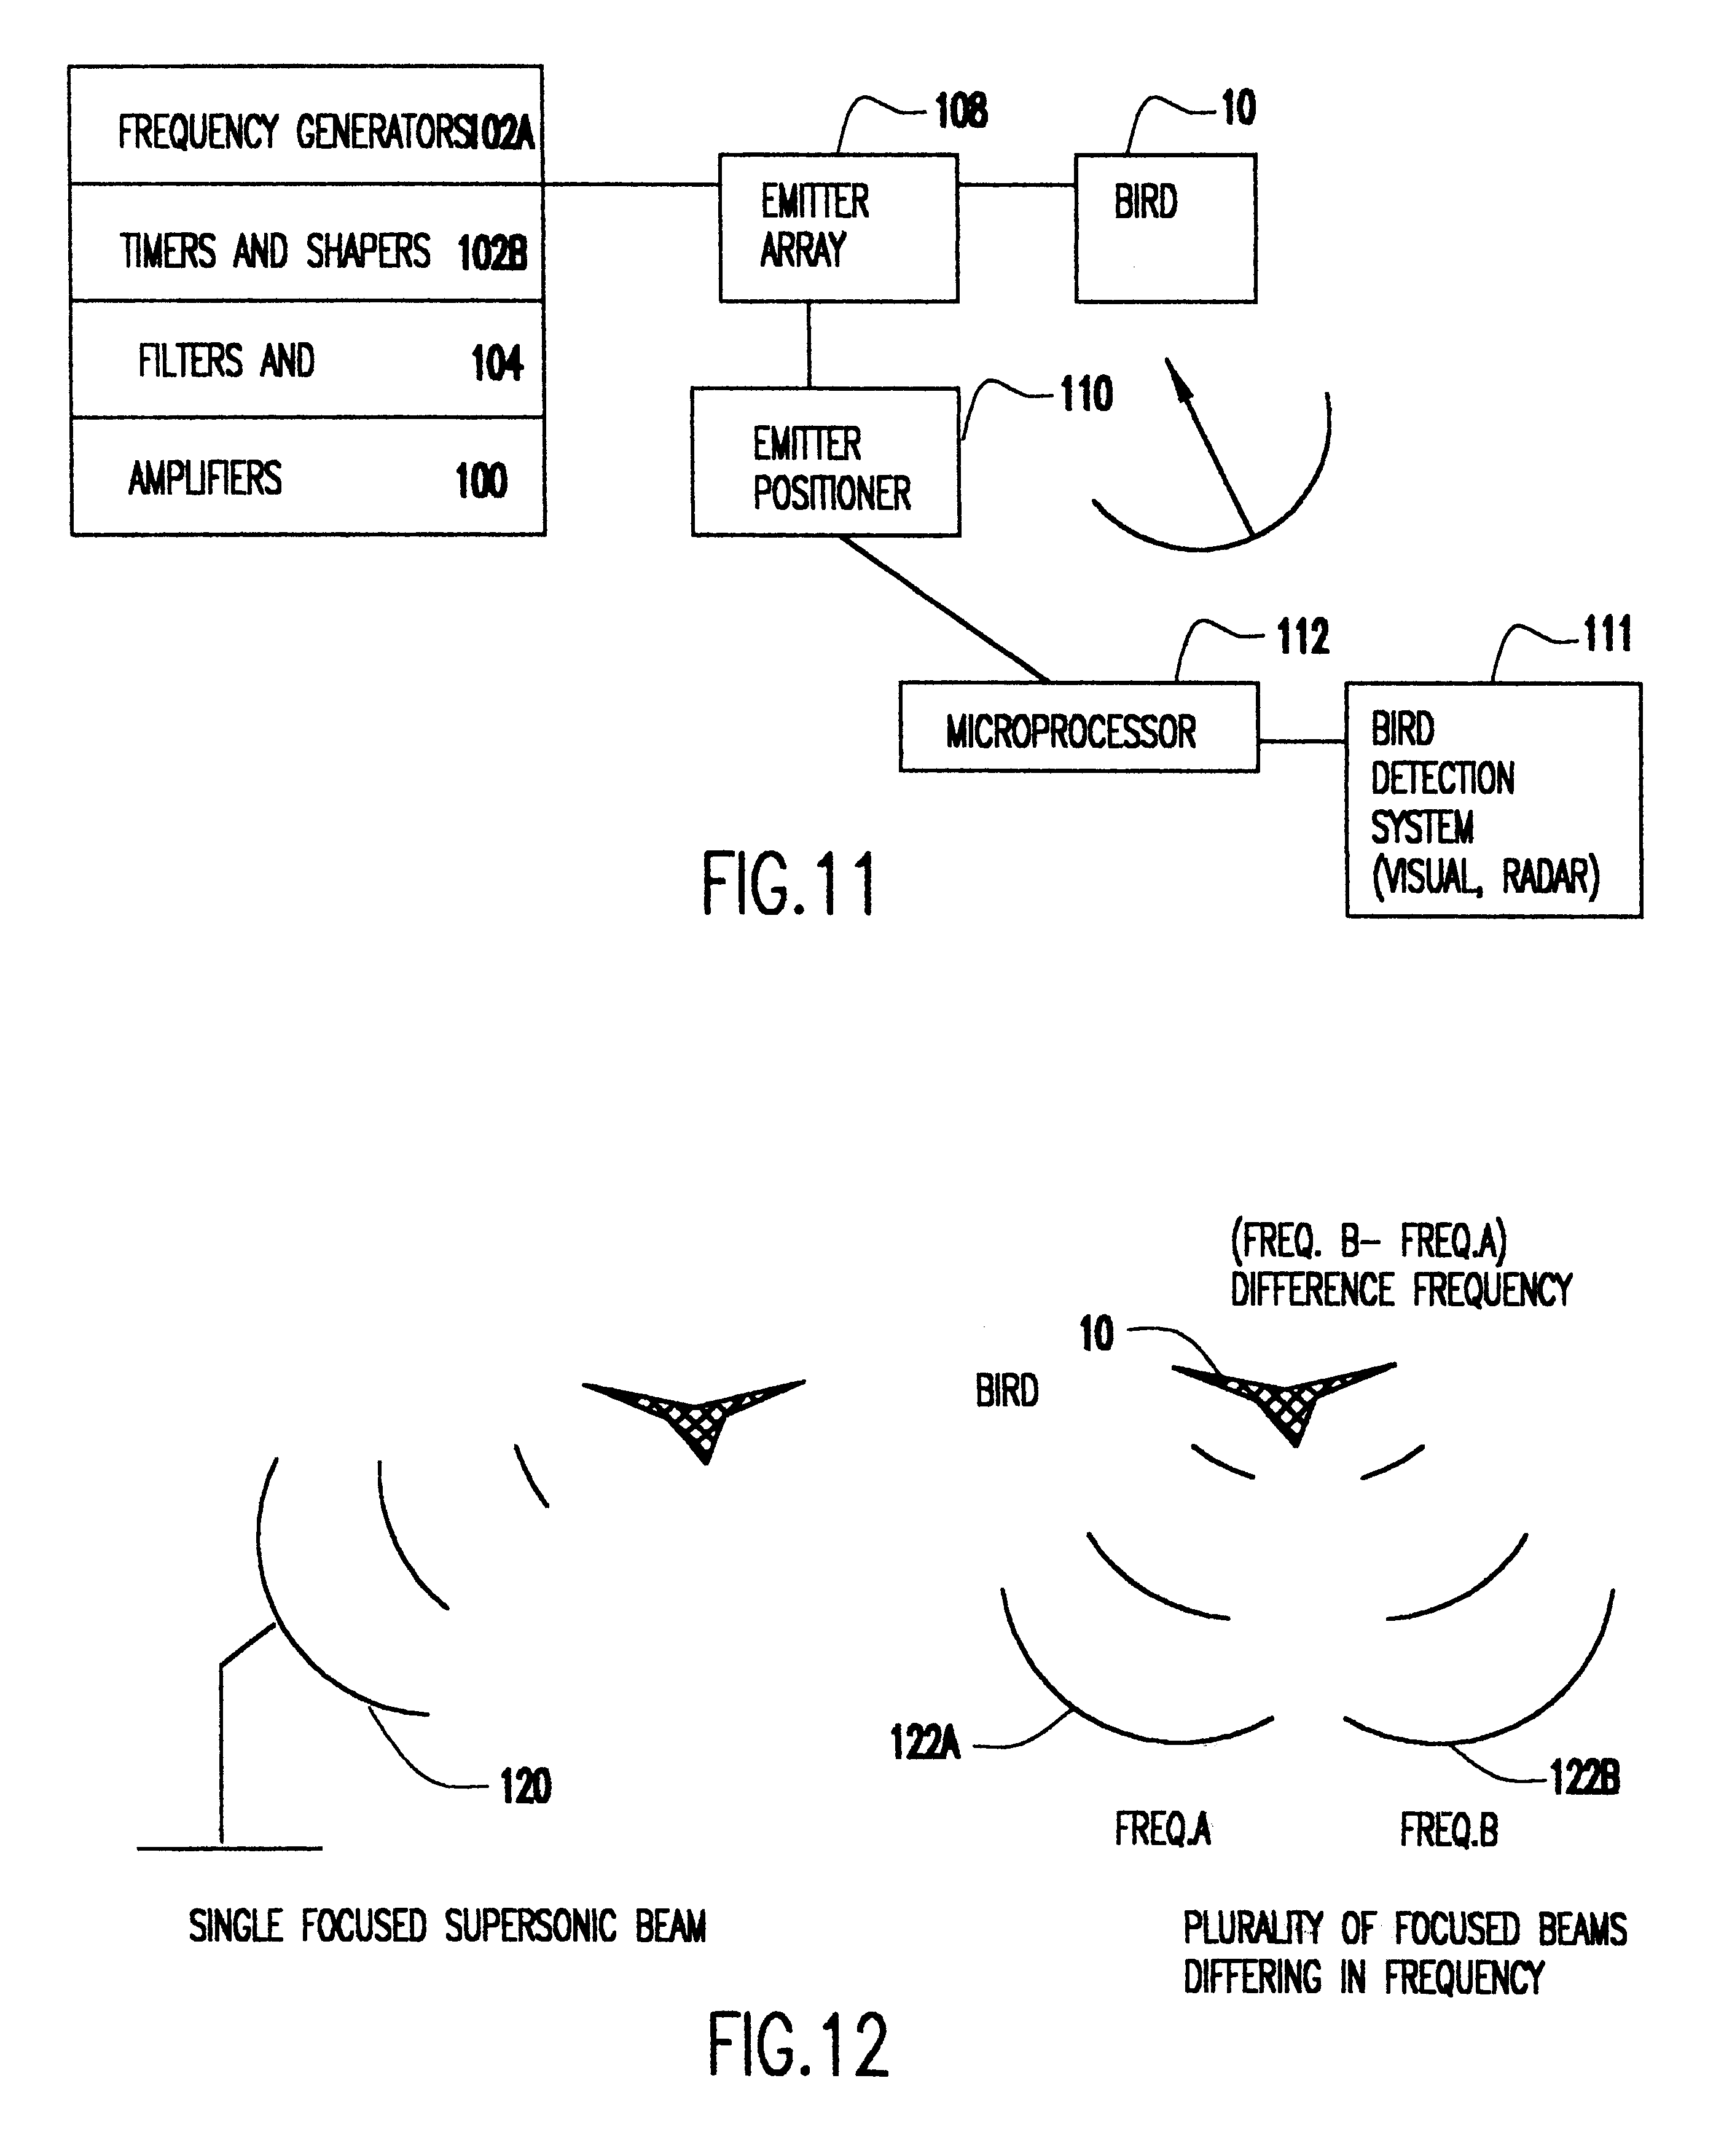 FREQUENCY GENERATORS 102A
TIMERS AND SHAPERS 102B
FILTERS AND 104
AMPLIFIERS 100
108
EMITTER
ARRAY
10
BIRD
110
EMITTER
POSITIONER
112
MICROPROCESSOR
111
BIRD
DETECTION
SYSTEM
(VISUAL, RADAR)
FIG.11
(FREQ. B- FREQ.A)
DIFFERENCE FREQUENCY
10
BIRD
120
122A
122B
FREQ.A
FREQ.B
SINGLE FOCUSED SUPERSONIC BEAM
PLURALITY OF FOCUSED BEAMS
DIFFERING IN FREQUENCY
FIG.12